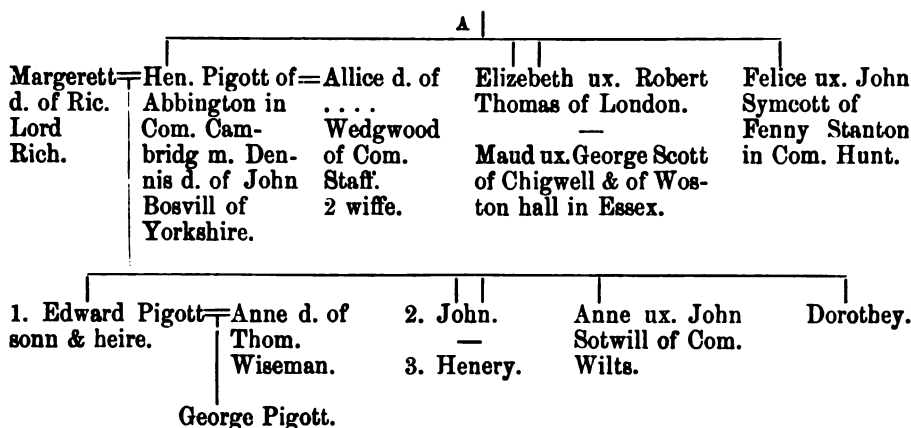 A
Margerett
d. of Ric.
Lord
Rich.
Hen. Pigott of
Abbington in
Com. Cam-
bridg m. Den-
nis d. of John
Bosvill of
Yorkshire.
Allice d. of
. . . .
Wedgwood
of Com.
Staff.
2 wiffe.
Elizebeth ux. Robert
Thomas of London.
—
Maud ux. George Scott
of Chigwell & of Wos-
ton hall in Essex.
Felice ux. John
Symcott of
Fenny Stanton
in Com. Hunt.
1. Edward Pigott
sonn & heire.
Anne d. of
Thom.
Wiseman.
2. John.
—
3. Henery.
Anne ux. John
Sotwill of Com.
Wilts.
Dorothey.
George Pigott.